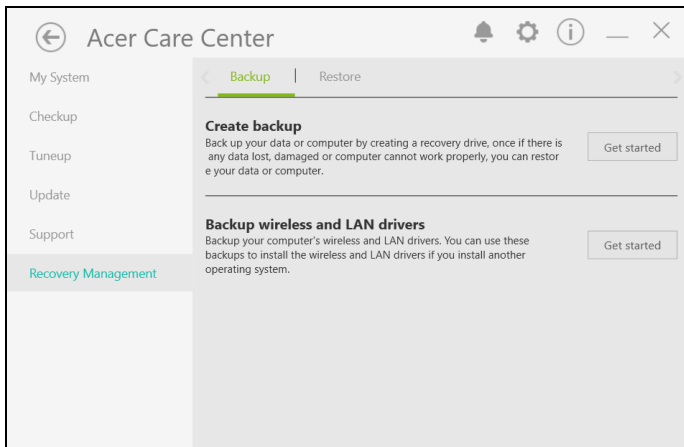 Acer Care Center
My System
Checkup
Tuneup
Update
Support
Recovery Management
Backup
Restore
Create backup
Back up your data or computer by creating a recovery drive, once if there is
any data lost, damaged or computer cannot work properly, you can restor
e your data or computer.
Get started
Backup wireless and LAN drivers
Backup your computer's wireless and LAN drivers. You can use these
backups to install the wireless and LAN drivers if you install another
operating system.
Get started